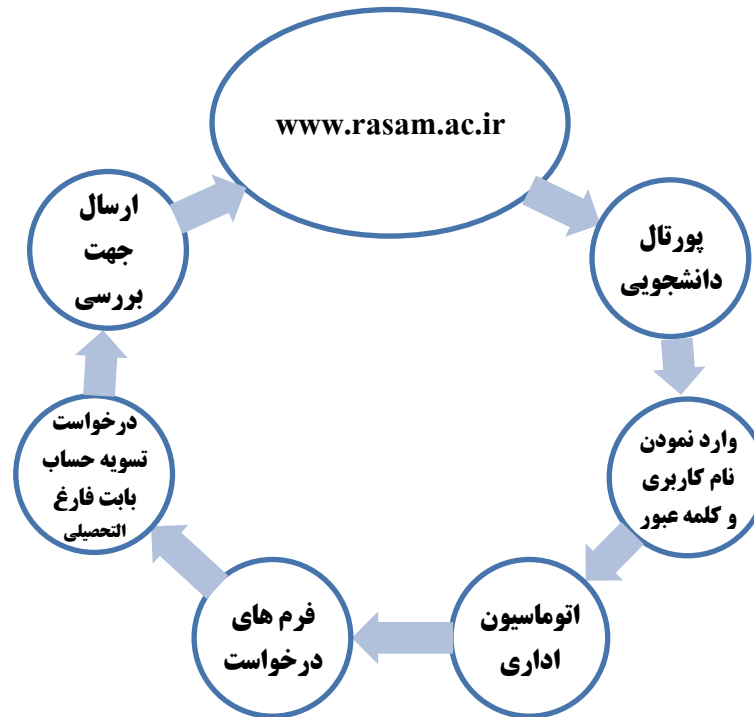 www.rasam.ac.ir
پورتال
دانشجویی
وارد نمودن
نام کاربری
و کلمه عبور
اتوماسیون
اداری
فرم های
درخواست
درخواست
تسویه حساب
بابت فارغ
التحصیلی
ارسال
جهت
بررسی